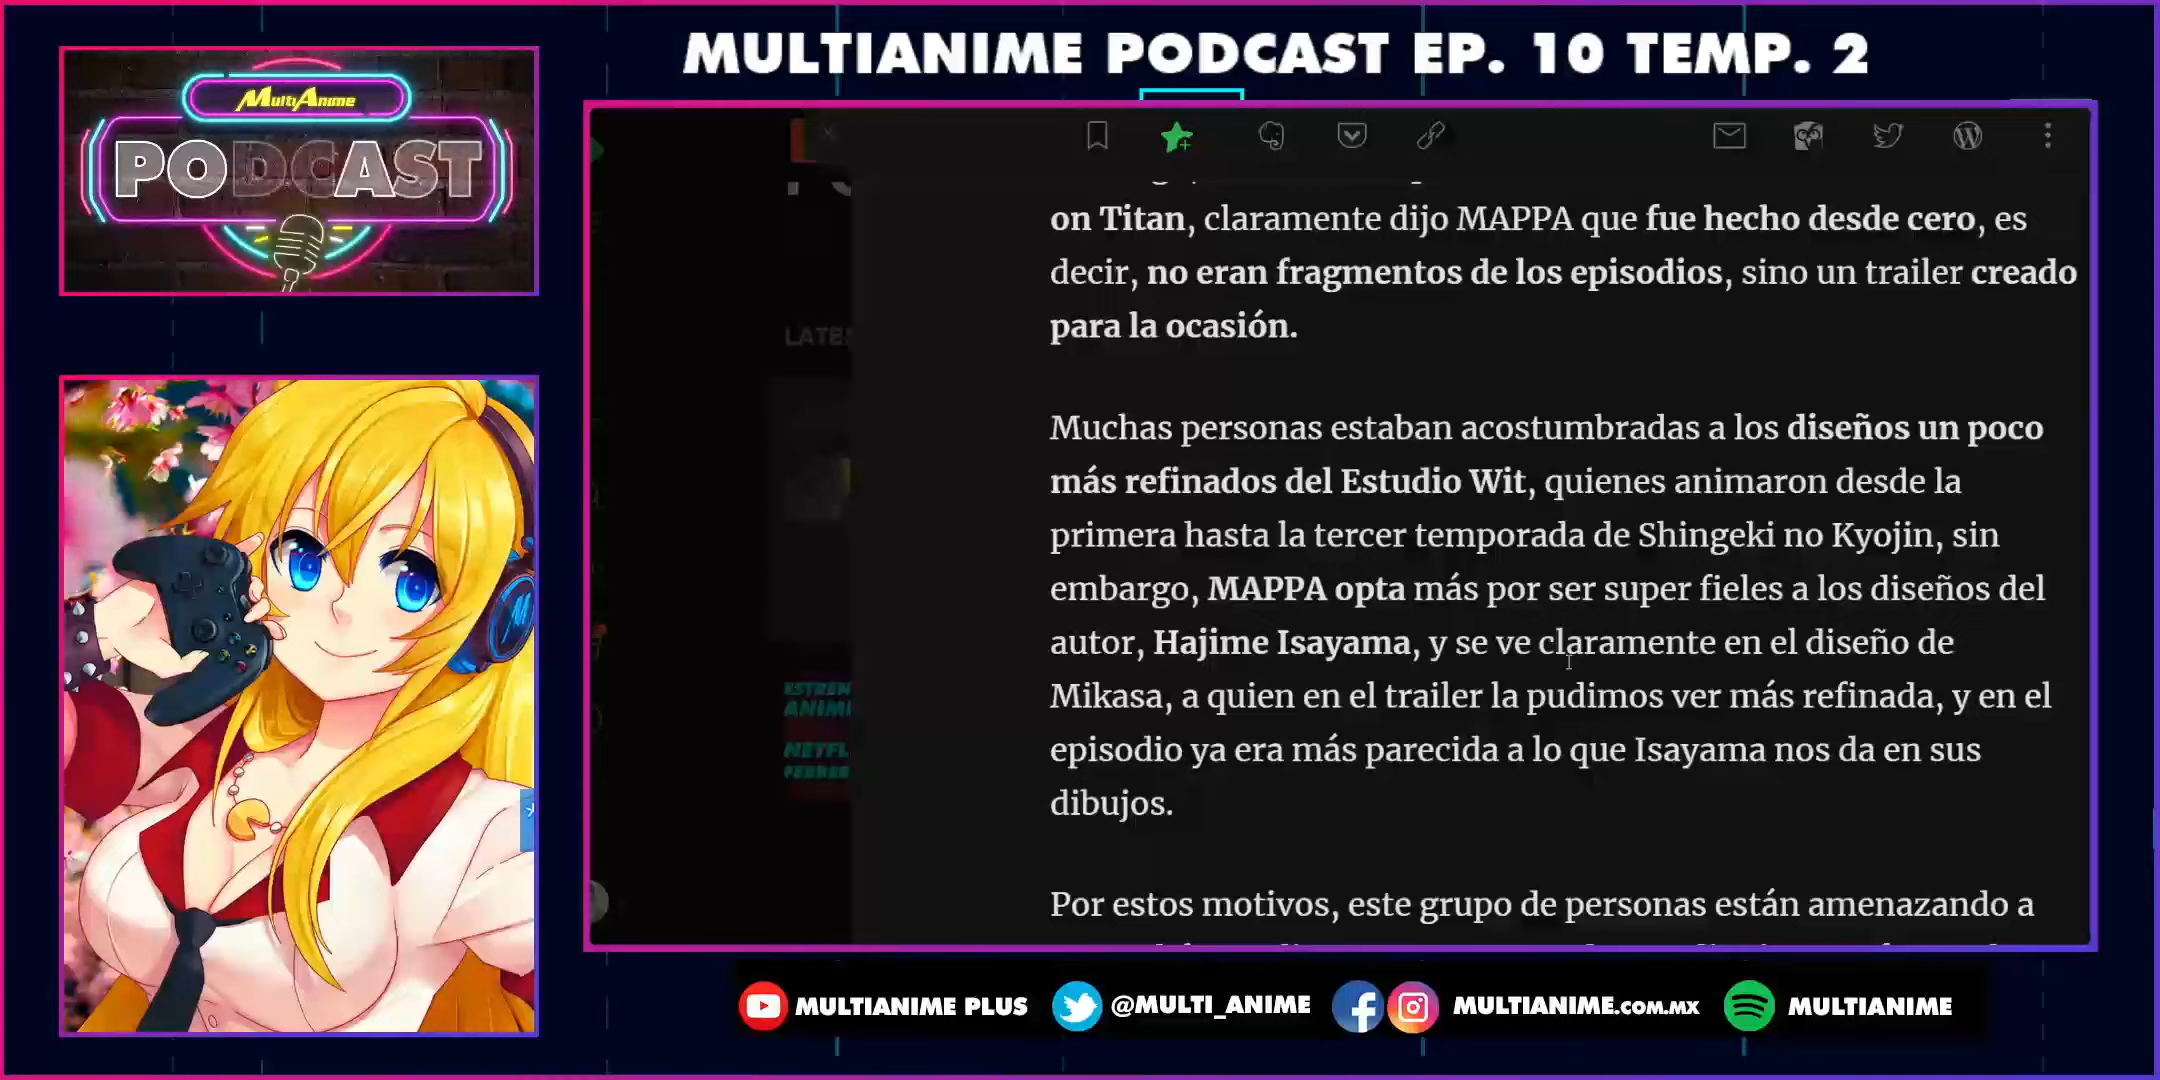 MULTIANIME PODCAST EP. 10 TEMP. 2
MultiAnime
PODCAST
on Titan, claramente dijo MAPPA que fue hecho desde cero, es
decir, no eran fragmentos de los episodios, sino un trailer creado
para la ocasión.
Muchas personas estaban acostumbradas a los diseños un poco
más refinados del Estudio Wit, quienes animaron desde la
primera hasta la tercer temporada de Shingeki no Kyojin, sin
embargo, MAPPA opta más por ser super fieles a los diseños del
autor, Hajime Isayama, y se ve claramente en el diseño de
Mikasa, a quien en el trailer la pudimos ver más refinada, y en el
episodio ya era más parecida a lo que Isayama nos da en sus
dibujos.
Por estos motivos, este grupo de personas están amenazando a
LATE
ESTREN
ANIM
NETFL
FEBRER
M
MULTIANIME PLUS
@MULTI_ANIME
MULTIANIME.COM.MX
MULTIANIME